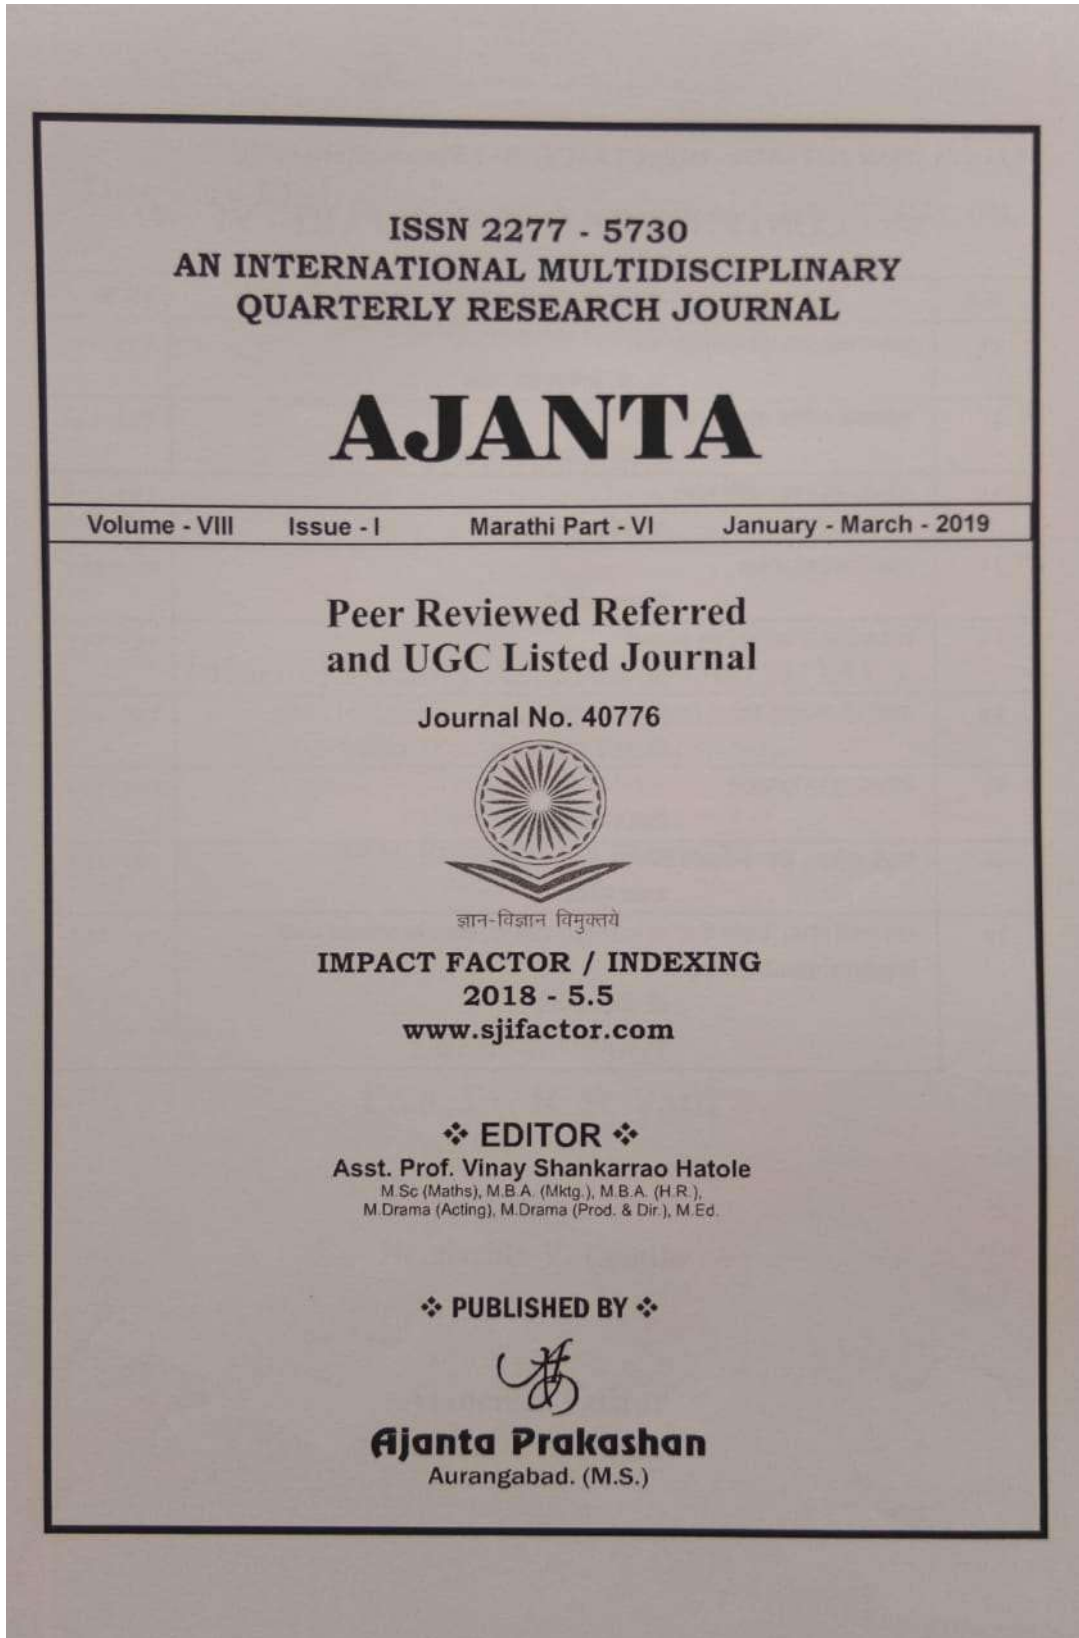 ISSN 2277 - 5730
AN INTERNATIONAL MULTIDISCIPLINARY
QUARTERLY RESEARCH JOURNAL
AJANTA
Volume - VIII Issue - I Marathi Part - VI January - March - 2019
Peer Reviewed Referred
and UGC Listed Journal
Journal No. 40776
ज्ञान-विज्ञान विमुक्तये
IMPACT FACTOR / INDEXING
2018 - 5.5
www.sjifactor.com
❖ EDITOR ❖
Asst. Prof. Vinay Shankarrao Hatole
M.Sc (Maths), M.B.A. (Mktg.), M.B.A. (H.R.),
M.Drama (Acting), M.Drama (Prod. & Dir.), M.Ed.
❖ PUBLISHED BY ❖
Ajanta Prakashan
Aurangabad. (M.S.)